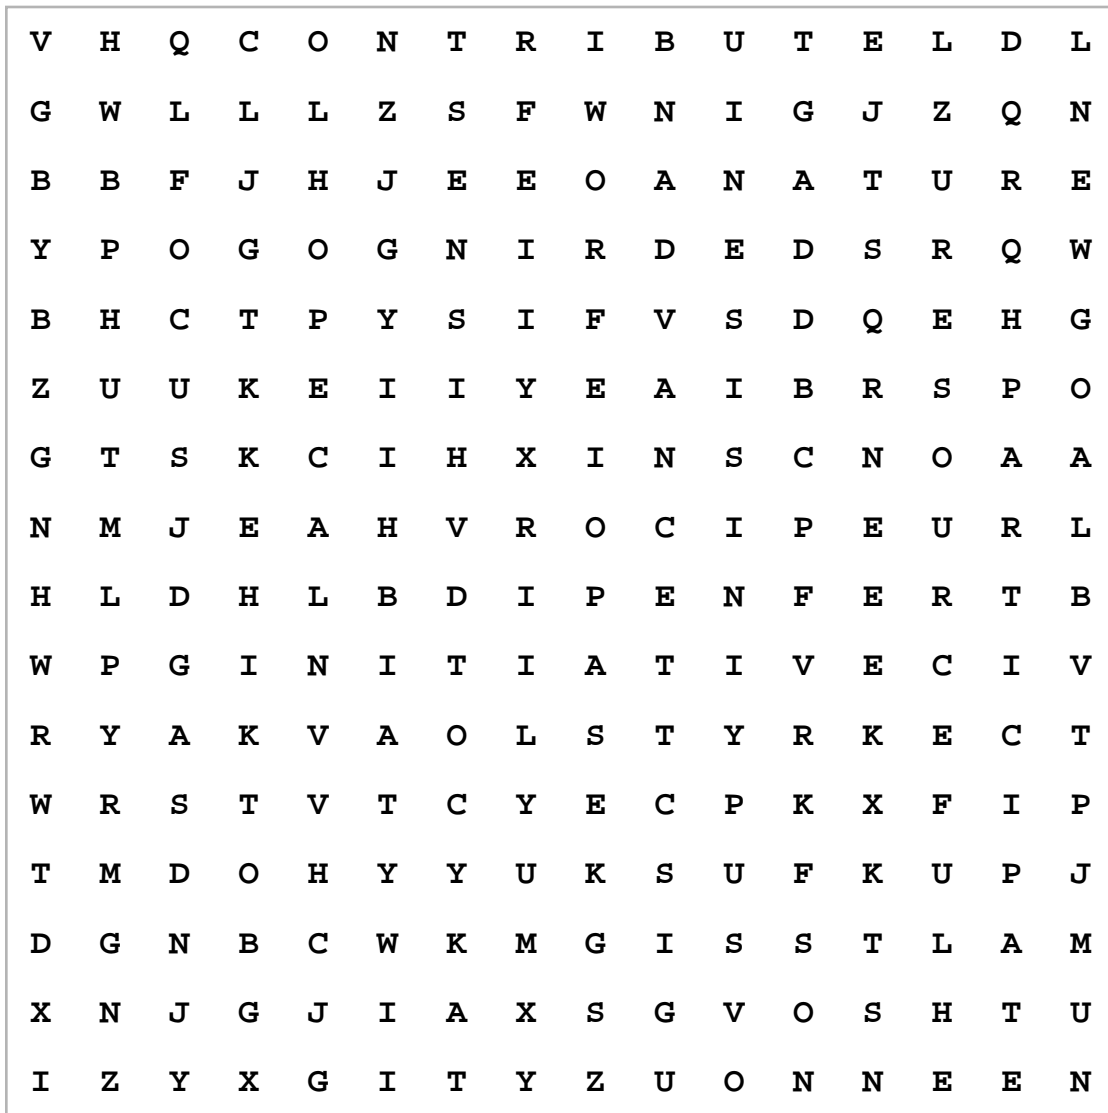 V H Q C O N T R I B U T E L D L
G W L L L Z S F W N I G J Z Q N
B B F J H J E E O A N A T U R E
Y P O G O G N I R D E D S R Q W
B H C T P Y S I F V S D Q E H G
Z U U K E I I Y E A I B R S P O
G T S K C I H X I N S C N O A A
N M J E A H V R O C I P E U R L
H L D H L B D I P E N F E R T B
W P G I N I T I A T I V E C I V
R Y A K V A O L S T Y R K E C T
W R S T V T C Y E C P K X F I P
T M D O H Y Y U K S U F K U P J
D G N B C W K M G I S S T L A M
X N J G J I A X S G V O S H T U
I Z Y X G I T Y Z U O N N E E N